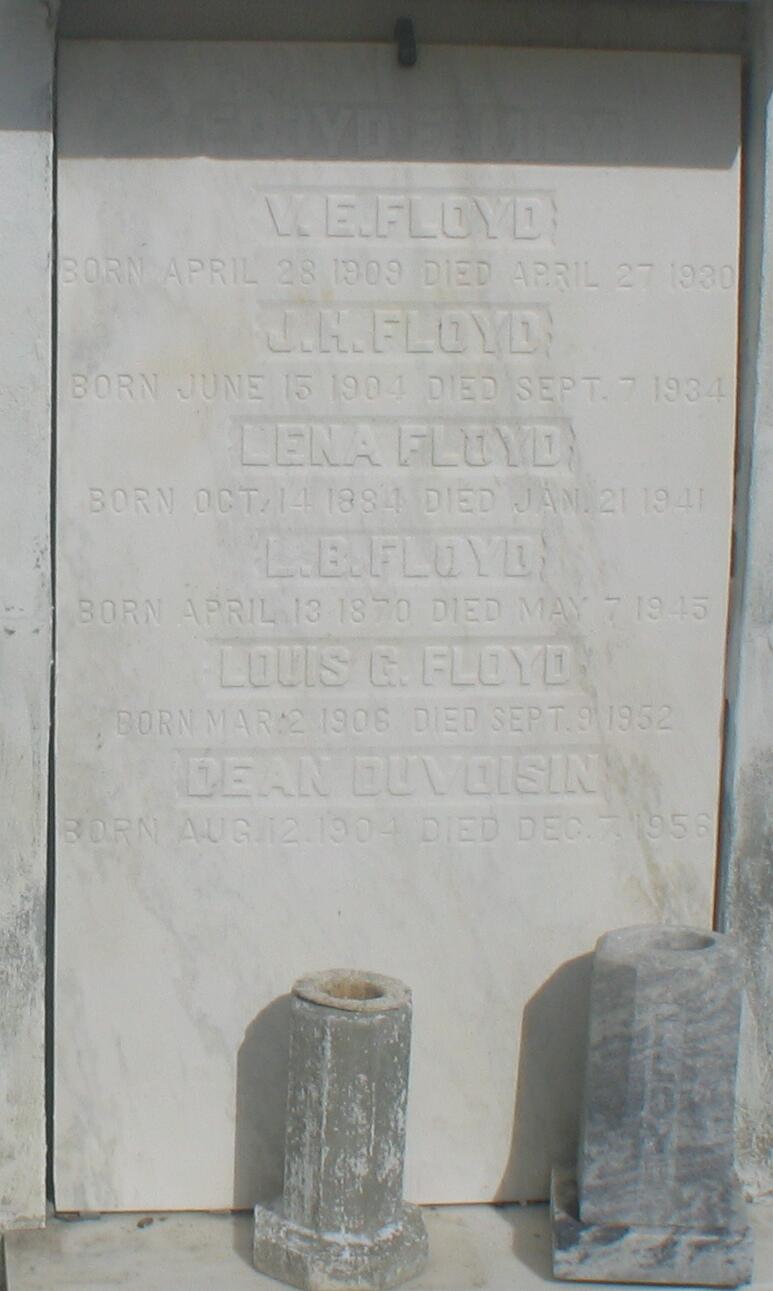 FLOYD FAMILY
V. E. FLOYD
BORN APRIL 28 1909 DIED APRIL 27 1930
J. H. FLOYD
BORN JUNE 15 1904 DIED SEPT. 7 1934
LENA FLOYD
BORN OCT. 14 1884 DIED JAN. 21 1941
L. B. FLOYD
BORN APRIL 13 1870 DIED MAY 7 1945
LOUIS G. FLOYD
BORN MAR. 2 1906 DIED SEPT. 9 1952
DEAN DUVOISIN
BORN AUG. 12. 1904 DIED DEC. 7. 1956